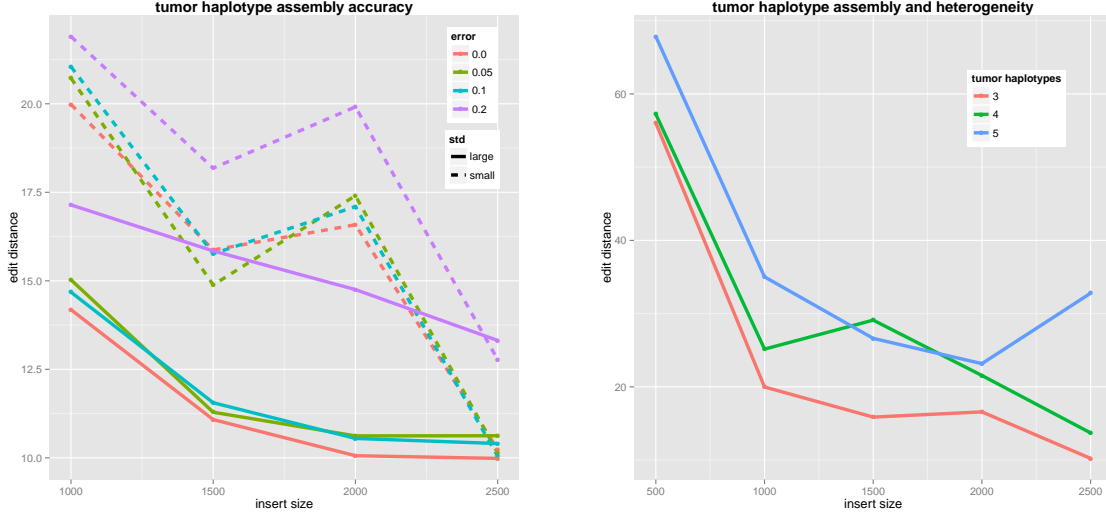 tumor haplotype assembly accuracy
error
0.0
0.05
0.1
0.2
std
large
small
20.0
17.5
15.0
12.5
10.0
edit distance
1000
1500
2000
2500
insert size
tumor haplotype assembly and heterogeneity
tumor haplotypes
3
4
5
60
40
20
edit distance
500
1000
1500
2000
2500
insert size